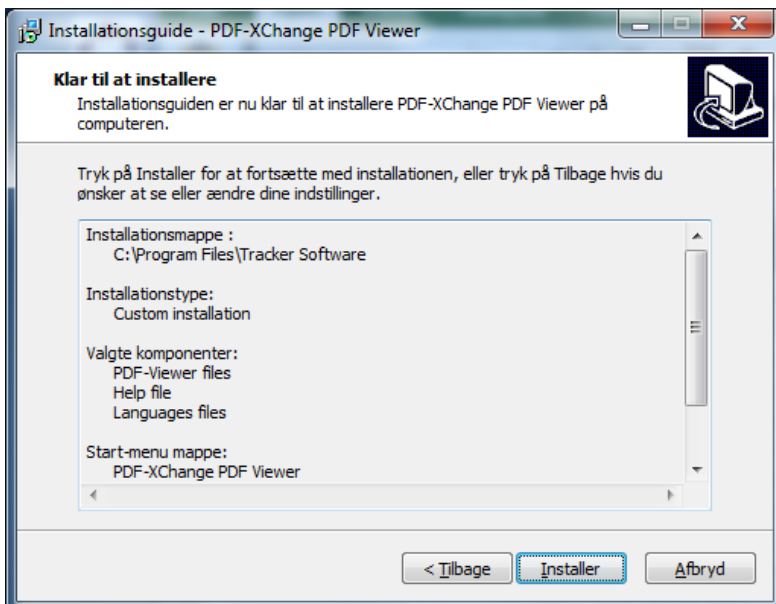 Installationsguide - PDF-XChange PDF Viewer
Klar til at installere
Installationsguiden er nu klar til at installere PDF-XChange PDF Viewer på
computeren.
Tryk på Installer for at fortsætte med installationen, eller tryk på Tilbage hvis du
ønsker at se eller ændre dine indstillinger.
Installationsmappe :
C:\Program Files\Tracker Software
Installationstype:
Custom installation
Valgte komponenter:
PDF-Viewer files
Help file
Languages files
Start-menu mappe:
PDF-XChange PDF Viewer
< Tilbage
Installer
Afbryd